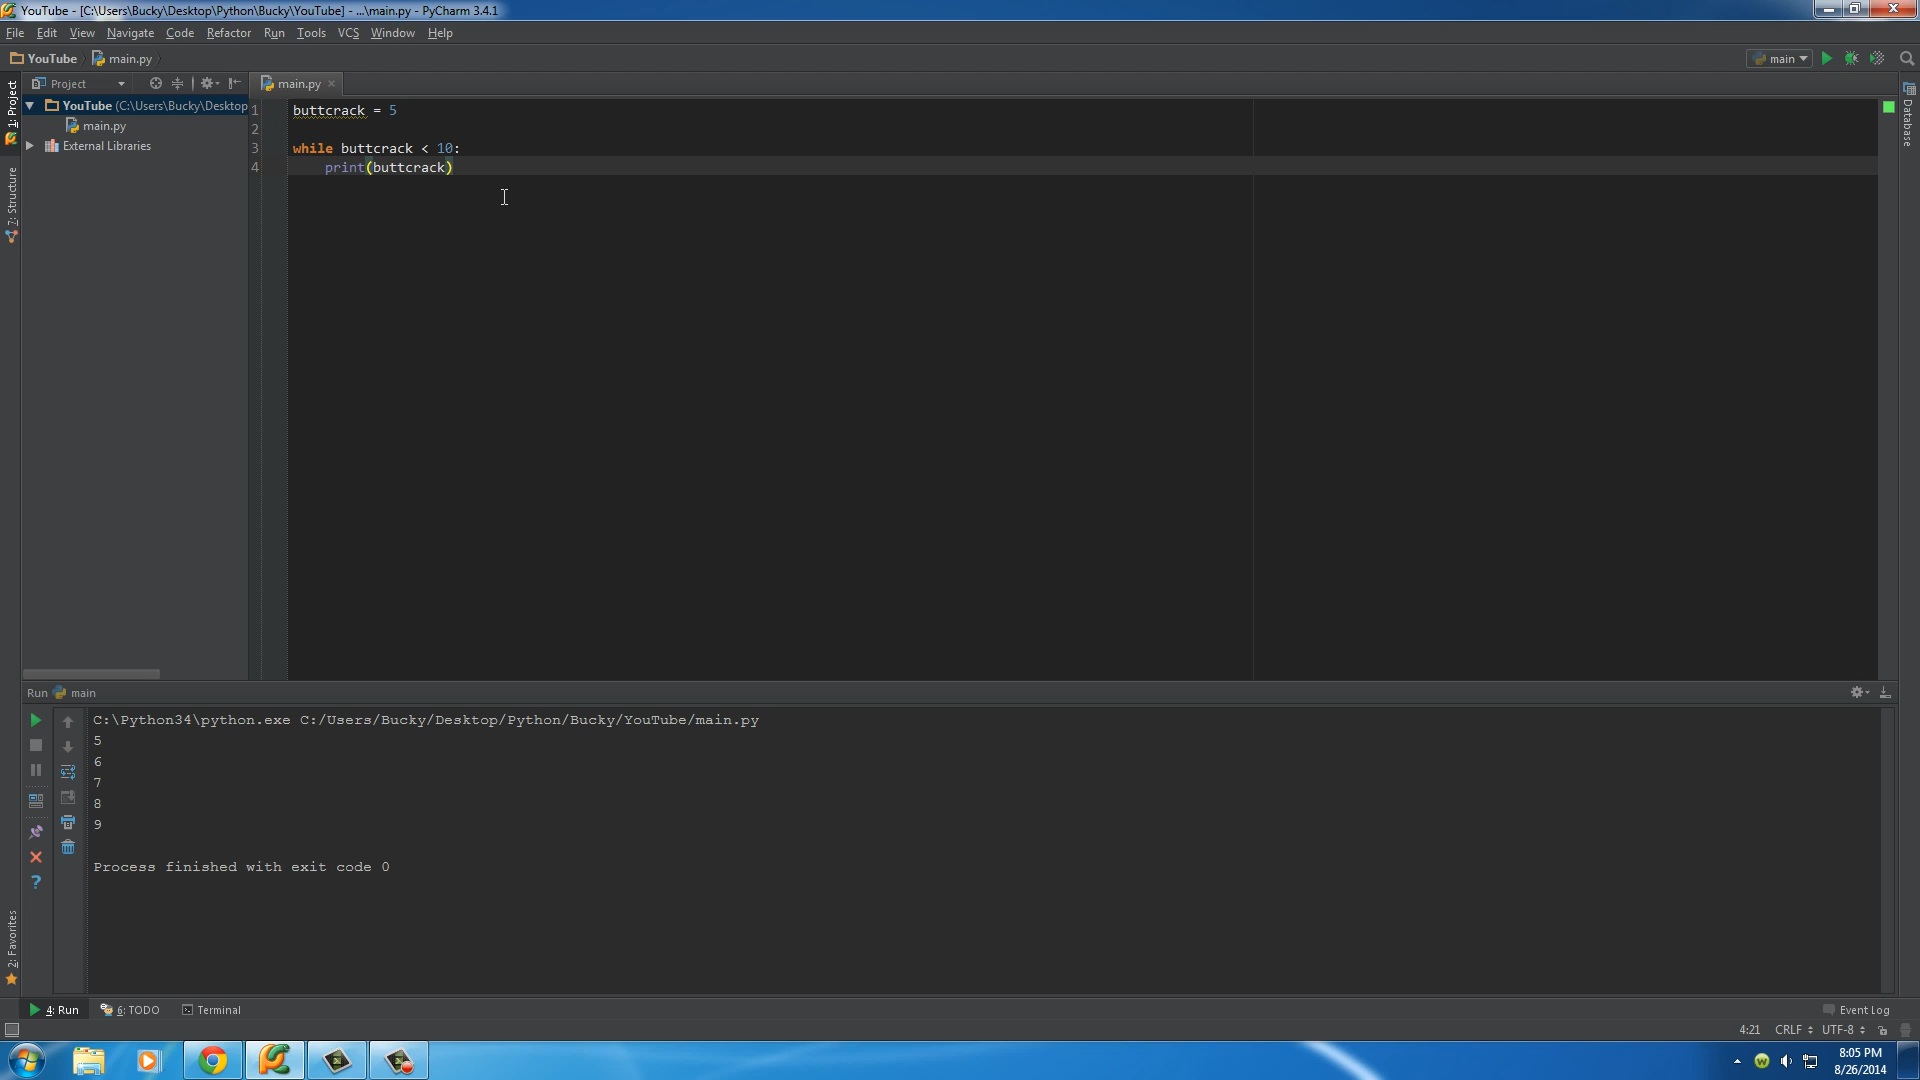 YouTube - [C:\Users\Bucky\Desktop\Python\Bucky\YouTube] - ...\main.py - PyCharm 3.4.1
File Edit View Navigate Code Refactor Run Tools VCS Window Help
YouTube main.py main
Project main.py
1: Project
7: Structure
2: Favorites
Database
YouTube (C:\Users\Bucky\Desktop
main.py
External Libraries
1 buttcrack = 5
2
3 while buttcrack < 10:
4 print(buttcrack)
Run main
C:\Python34\python.exe C:/Users/Bucky/Desktop/Python/Bucky/YouTube/main.py
5
6
7
8
9
Process finished with exit code 0
4: Run 6: TODO Terminal Event Log
4:21 CRLF UTF-8
8:05 PM
8/26/2014